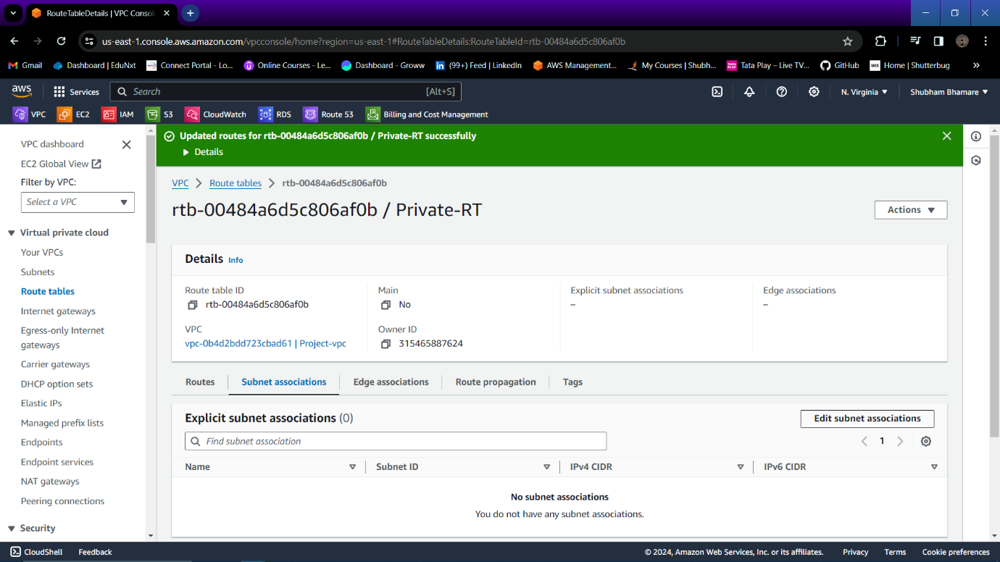 RouteTableDetails | VPC Consol
us-east-1.console.aws.amazon.com/vpcconsole/home?region=us-east-1#RouteTableDetails:RouteTableId=rtb-00484a6d5c806af0b
Gmail Dashboard | EduNxt Connect Portal - Lo... Online Courses - Le... Dashboard - Groww (99+) Feed | LinkedIn AWS Management... My Courses | Shubh... Tata Play – Live TV... GitHub Home | Shutterbug
aws Services Search [Alt+S] N. Virginia Shubham Bhamare
VPC EC2 IAM S3 CloudWatch RDS Route 53 Billing and Cost Management
VPC dashboard
EC2 Global View
Filter by VPC:
Select a VPC
Virtual private cloud
Your VPCs
Subnets
Route tables
Internet gateways
Egress-only Internet
gateways
Carrier gateways
DHCP option sets
Elastic IPs
Managed prefix lists
Endpoints
Endpoint services
NAT gateways
Peering connections
Security
Updated routes for rtb-00484a6d5c806af0b / Private-RT successfully
Details
VPC Route tables rtb-00484a6d5c806af0b
rtb-00484a6d5c806af0b / Private-RT
Actions
Details Info
Route table ID
rtb-00484a6d5c806af0b
Main
No
Explicit subnet associations
–
Edge associations
–
VPC
vpc-0b4d2bdd723cbad61 | Project-vpc
Owner ID
315465887624
Routes Subnet associations Edge associations Route propagation Tags
Explicit subnet associations (0)
Edit subnet associations
Find subnet association
1
Name Subnet ID IPv4 CIDR IPv6 CIDR
No subnet associations
You do not have any subnet associations.
CloudShell Feedback © 2024, Amazon Web Services, Inc. or its affiliates. Privacy Terms Cookie preferences